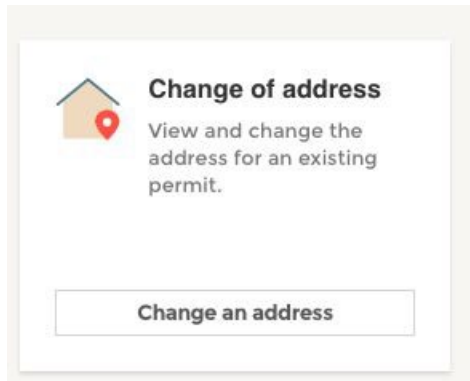 Change of address
View and change the
address for an existing
permit.
Change an address